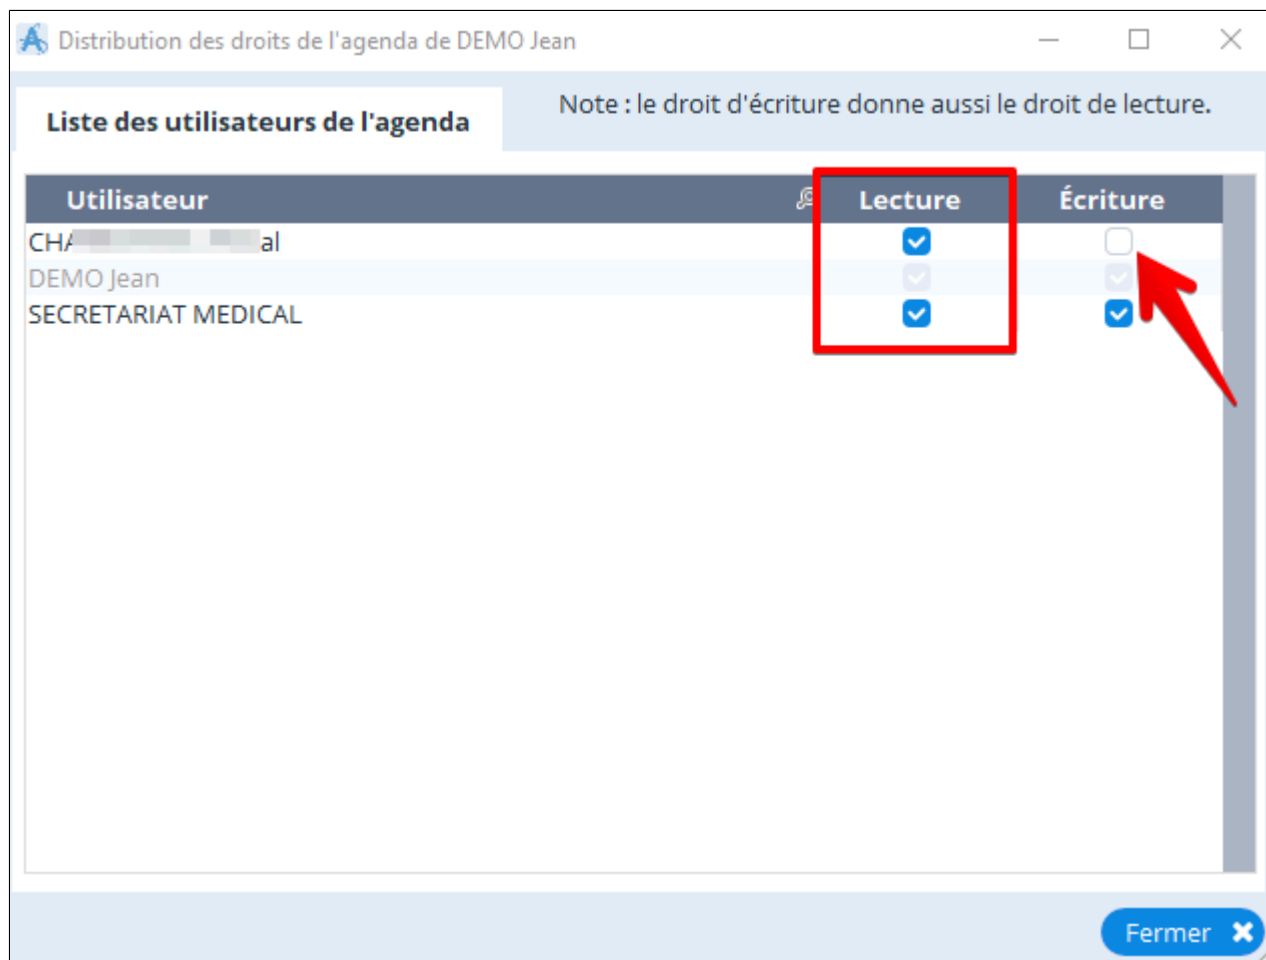 Distribution des droits de l'agenda de DEMO Jean
Liste des utilisateurs de l'agenda
Note : le droit d'écriture donne aussi le droit de lecture.
Utilisateur Lecture Écriture
DEMO Jean
SECRETARIAT MEDICAL
Fermer